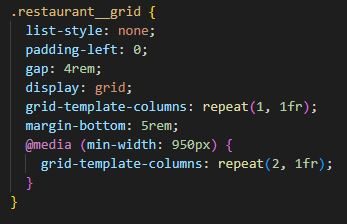 .restaurant__grid {
list-style: none;
padding-left: 0;
gap: 4rem;
display: grid;
grid-template-columns: repeat(1, 1fr);
margin-bottom: 5rem;
@media (min-width: 950px) {
grid-template-columns: repeat(2, 1fr);
}
}